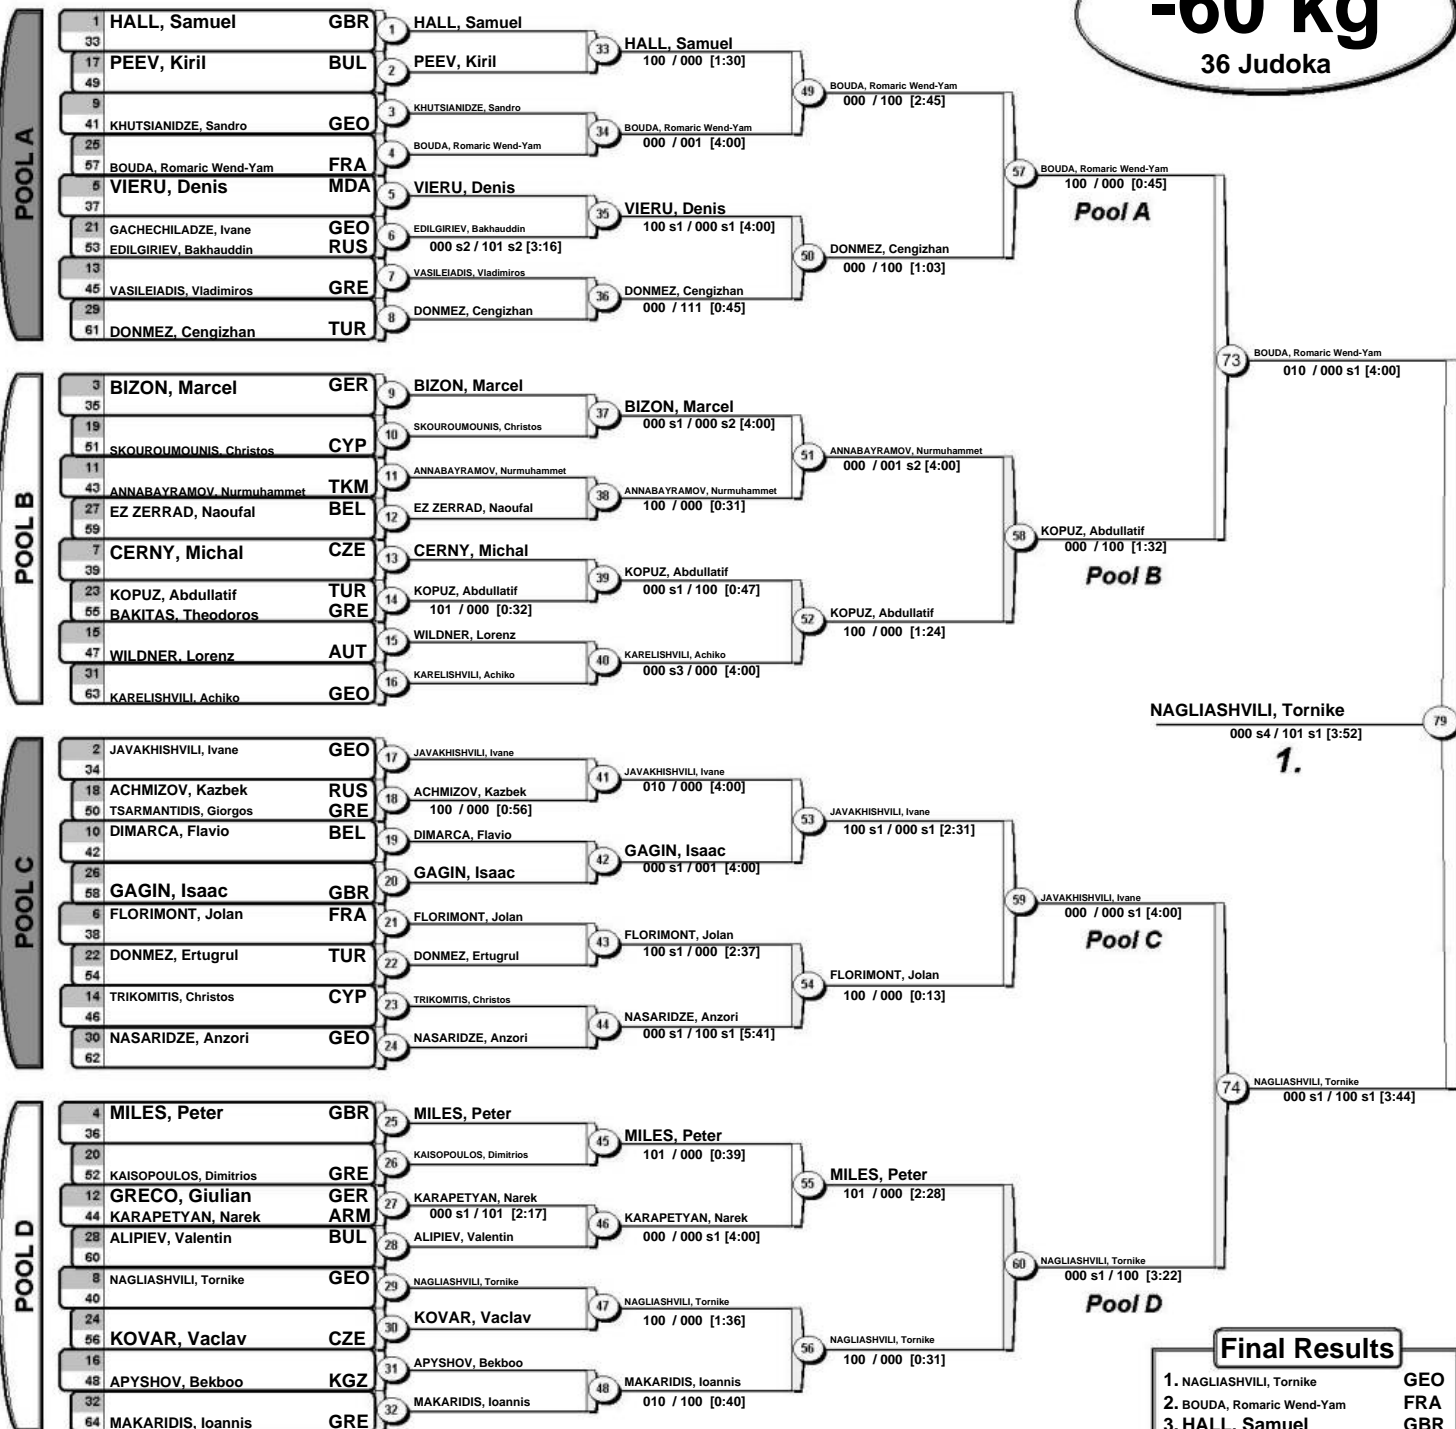 -60 kg
36 Judoka
POOL A
1 HALL, Samuel GBR
33
17 PEEV, Kiril BUL
49
9
41 KHUTSIANIDZE, Sandro GEO
25
57 BOUDA, Romaric Wend-Yam FRA
5 VIERU, Denis MDA
37
21 GACHECHILADZE, Ivane GEO
53 EDILGIRIEV, Bakhauddin RUS
13
45 VASILEIADIS, Vladimiros GRE
29
61 DONMEZ, Cengizhan TUR
1 HALL, Samuel
2 PEEV, Kiril
3 KHUTSIANIDZE, Sandro
4 BOUDA, Romaric Wend-Yam
5 VIERU, Denis
6 EDILGIRIEV, Bakhauddin
000 s2 / 101 s2 [3:16]
7 VASILEIADIS, Vladimiros
8 DONMEZ, Cengizhan
33 HALL, Samuel
100 / 000 [1:30]
34 BOUDA, Romaric Wend-Yam
000 / 001 [4:00]
35 VIERU, Denis
100 s1 / 000 s1 [4:00]
36 DONMEZ, Cengizhan
000 / 111 [0:45]
49 BOUDA, Romaric Wend-Yam
000 / 100 [2:45]
50 DONMEZ, Cengizhan
000 / 100 [1:03]
57 BOUDA, Romaric Wend-Yam
100 / 000 [0:45]
Pool A
POOL B
3 BIZON, Marcel GER
35
19
51 SKOUROUMOUNIS, Christos CYP
11
43 ANNABAYRAMOV, Nurmuhammet TKM
27 EZ ZERRAD, Naoufal BEL
59
7 CERNY, Michal CZE
39
23 KOPUZ, Abdullatif TUR
55 BAKITAS, Theodoros GRE
15
47 WILDNER, Lorenz AUT
31
63 KARELISHVILI, Achiko GEO
9 BIZON, Marcel
10 SKOUROUMOUNIS, Christos
11 ANNABAYRAMOV, Nurmuhammet
12 EZ ZERRAD, Naoufal
13 CERNY, Michal
14 KOPUZ, Abdullatif
101 / 000 [0:32]
15 WILDNER, Lorenz
16 KARELISHVILI, Achiko
37 BIZON, Marcel
000 s1 / 000 s2 [4:00]
38 ANNABAYRAMOV, Nurmuhammet
100 / 000 [0:31]
39 KOPUZ, Abdullatif
000 s1 / 100 [0:47]
40 KARELISHVILI, Achiko
000 s3 / 000 [4:00]
51 ANNABAYRAMOV, Nurmuhammet
000 / 001 s2 [4:00]
52 KOPUZ, Abdullatif
100 / 000 [1:24]
58 KOPUZ, Abdullatif
000 / 100 [1:32]
Pool B
73 BOUDA, Romaric Wend-Yam
010 / 000 s1 [4:00]
NAGLIASHVILI, Tornike 79
000 s4 / 101 s1 [3:52]
1.
POOL C
2 JAVAKHISHVILI, Ivane GEO
34
18 ACHMIZOV, Kazbek RUS
50 TSARMANTIDIS, Giorgos GRE
10 DIMARCA, Flavio BEL
42
26
58 GAGIN, Isaac GBR
6 FLORIMONT, Jolan FRA
38
22 DONMEZ, Ertugrul TUR
54
14 TRIKOMITIS, Christos CYP
46
30 NASARIDZE, Anzori GEO
62
17 JAVAKHISHVILI, Ivane
18 ACHMIZOV, Kazbek
100 / 000 [0:56]
19 DIMARCA, Flavio
20 GAGIN, Isaac
21 FLORIMONT, Jolan
22 DONMEZ, Ertugrul
23 TRIKOMITIS, Christos
24 NASARIDZE, Anzori
41 JAVAKHISHVILI, Ivane
010 / 000 [4:00]
42 GAGIN, Isaac
000 s1 / 001 [4:00]
43 FLORIMONT, Jolan
100 s1 / 000 [2:37]
44 NASARIDZE, Anzori
000 s1 / 100 s1 [5:41]
53 JAVAKHISHVILI, Ivane
100 s1 / 000 s1 [2:31]
54 FLORIMONT, Jolan
100 / 000 [0:13]
59 JAVAKHISHVILI, Ivane
000 / 000 s1 [4:00]
Pool C
74 NAGLIASHVILI, Tornike
000 s1 / 100 s1 [3:44]
POOL D
4 MILES, Peter GBR
36
20
52 KAISOPOULOS, Dimitrios GRE
12 GRECO, Giulian GER
44 KARAPETYAN, Narek ARM
28 ALIPIEV, Valentin BUL
60
8 NAGLIASHVILI, Tornike GEO
40
24
56 KOVAR, Vaclav CZE
16
48 APYSHOV, Bekboo KGZ
32
64 MAKARIDIS, Ioannis GRE
25 MILES, Peter
26 KAISOPOULOS, Dimitrios
27 KARAPETYAN, Narek
000 s1 / 101 [2:17]
28 ALIPIEV, Valentin
29 NAGLIASHVILI, Tornike
30 KOVAR, Vaclav
31 APYSHOV, Bekboo
32 MAKARIDIS, Ioannis
45 MILES, Peter
101 / 000 [0:39]
46 KARAPETYAN, Narek
000 / 000 s1 [4:00]
47 NAGLIASHVILI, Tornike
100 / 000 [1:36]
48 MAKARIDIS, Ioannis
010 / 100 [0:40]
55 MILES, Peter
101 / 000 [2:28]
56 NAGLIASHVILI, Tornike
100 / 000 [0:31]
60 NAGLIASHVILI, Tornike
000 s1 / 100 [3:22]
Pool D
Final Results
1. NAGLIASHVILI, Tornike GEO
2. BOUDA, Romaric Wend-Yam FRA
3. HALL, Samuel GBR